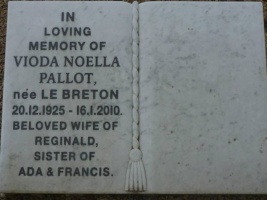 IN
LOVING
MEMORY OF
VIODA NOELLA
PALLOT,
née LE BRETON
20.12.1925 - 16.1.2010.
BELOVED WIFE OF
REGINALD,
SISTER OF
ADA & FRANCIS.